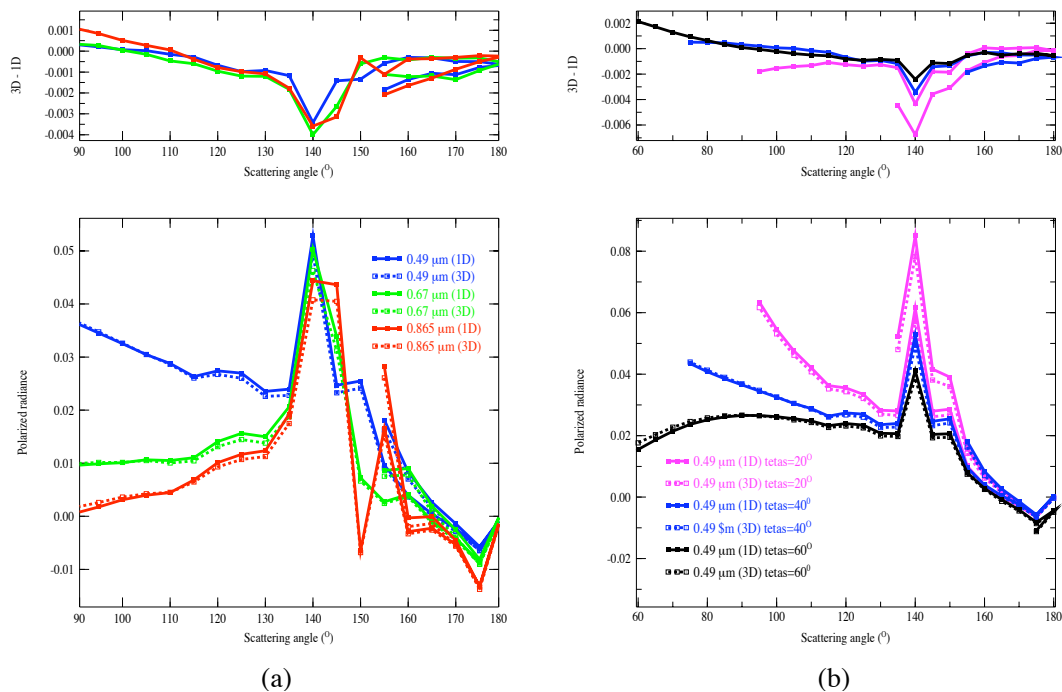 0.001
0.000
-0.001
-0.002
-0.003
-0.004
3D - 1D
90 100 110 120 130 140 150 160 170 180
Scattering angle (O)
0.002
0.000
-0.002
-0.004
-0.006
3D - 1D
60 80 100 120 140 160 180
Scattering angle (O)
0.05
0.04
0.03
0.02
0.01
0.00
-0.01
Polarized radiance
0.49 µm (1D)
0.49 µm (3D)
0.67 µm (1D)
0.67 µm (3D)
0.865 µm (1D)
0.865 µm (3D)
90 100 110 120 130 140 150 160 170 180
Scattering angle (O)
(a)
0.08
0.06
0.04
0.02
0.00
-0.02
Polarized radiance
0.49 µm (1D) tetas=20O
0.49 µm (3D) tetas=20O
0.49 µm (1D) tetas=400
0.49 $m (3D) tetas=40O
0.49 µm (1D) tetas=600
0.49 µm (3D) tetas=600
60 80 100 120 140 160 180
Scattering angle (O)
(b)